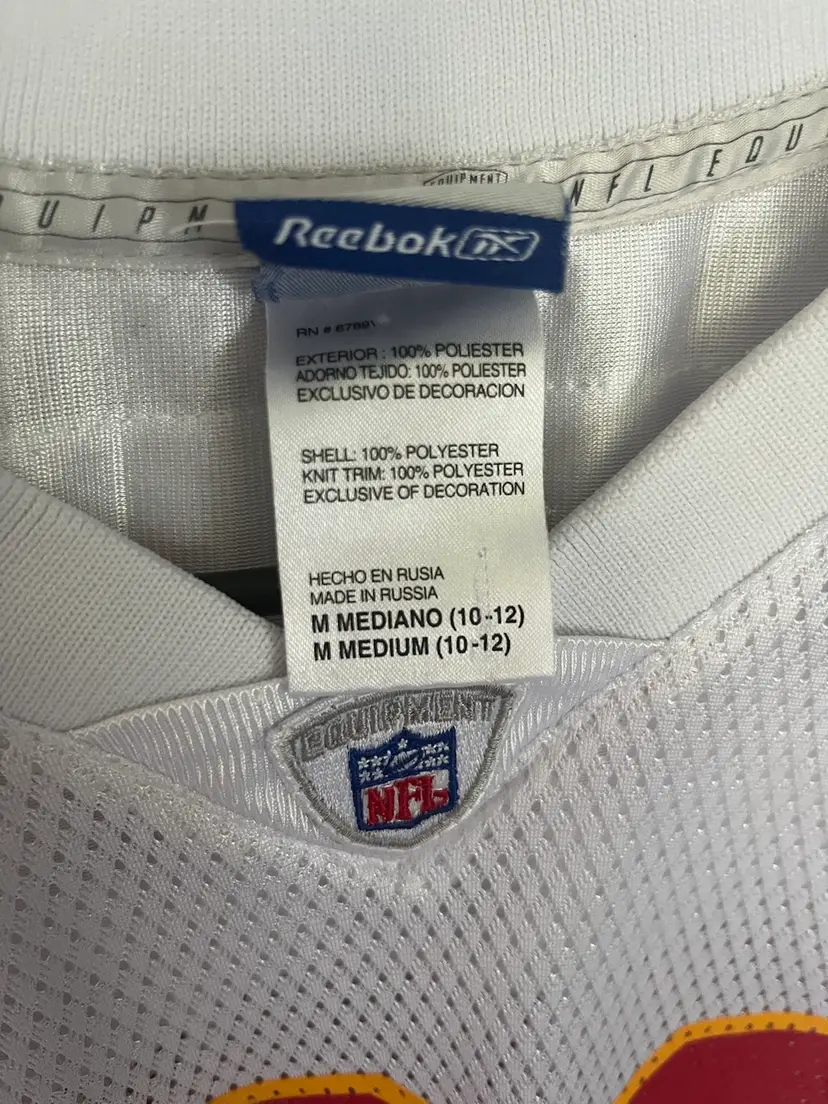 EQUIPMENT
UIPM
NFL EQU
Reebok
RN # 6789\
EXTERIOR : 100% POLIESTER
ADORNO TEJIDO: 100% POLIESTER
EXCLUSIVO DE DECORACION
SHELL: 100% POLYESTER
KNIT TRIM: 100% POLYESTER
EXCLUSIVE OF DECORATION
HECHO EN RUSIA
MADE IN RUSSIA
M MEDIANO (10-12)
M MEDIUM (10-12)
EQUIPMENT
NFL